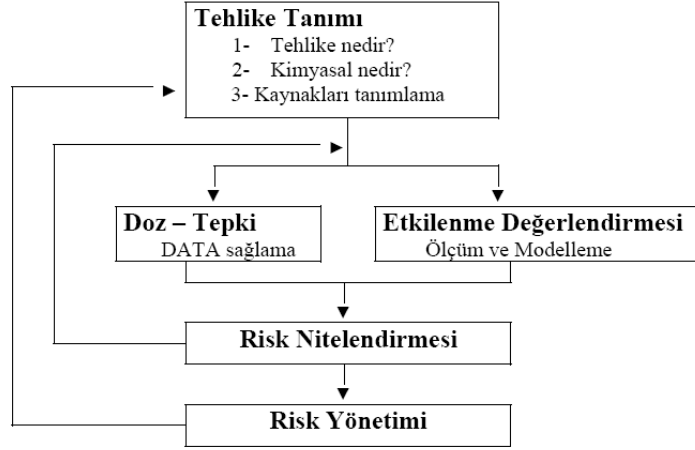 Tehlike Tanımı
1- Tehlike nedir?
2- Kimyasal nedir?
3- Kaynakları tanımlama
Doz – Tepki
DATA sağlama
Etkilenme Değerlendirmesi
Ölçüm ve Modelleme
Risk Nitelendirmesi
Risk Yönetimi